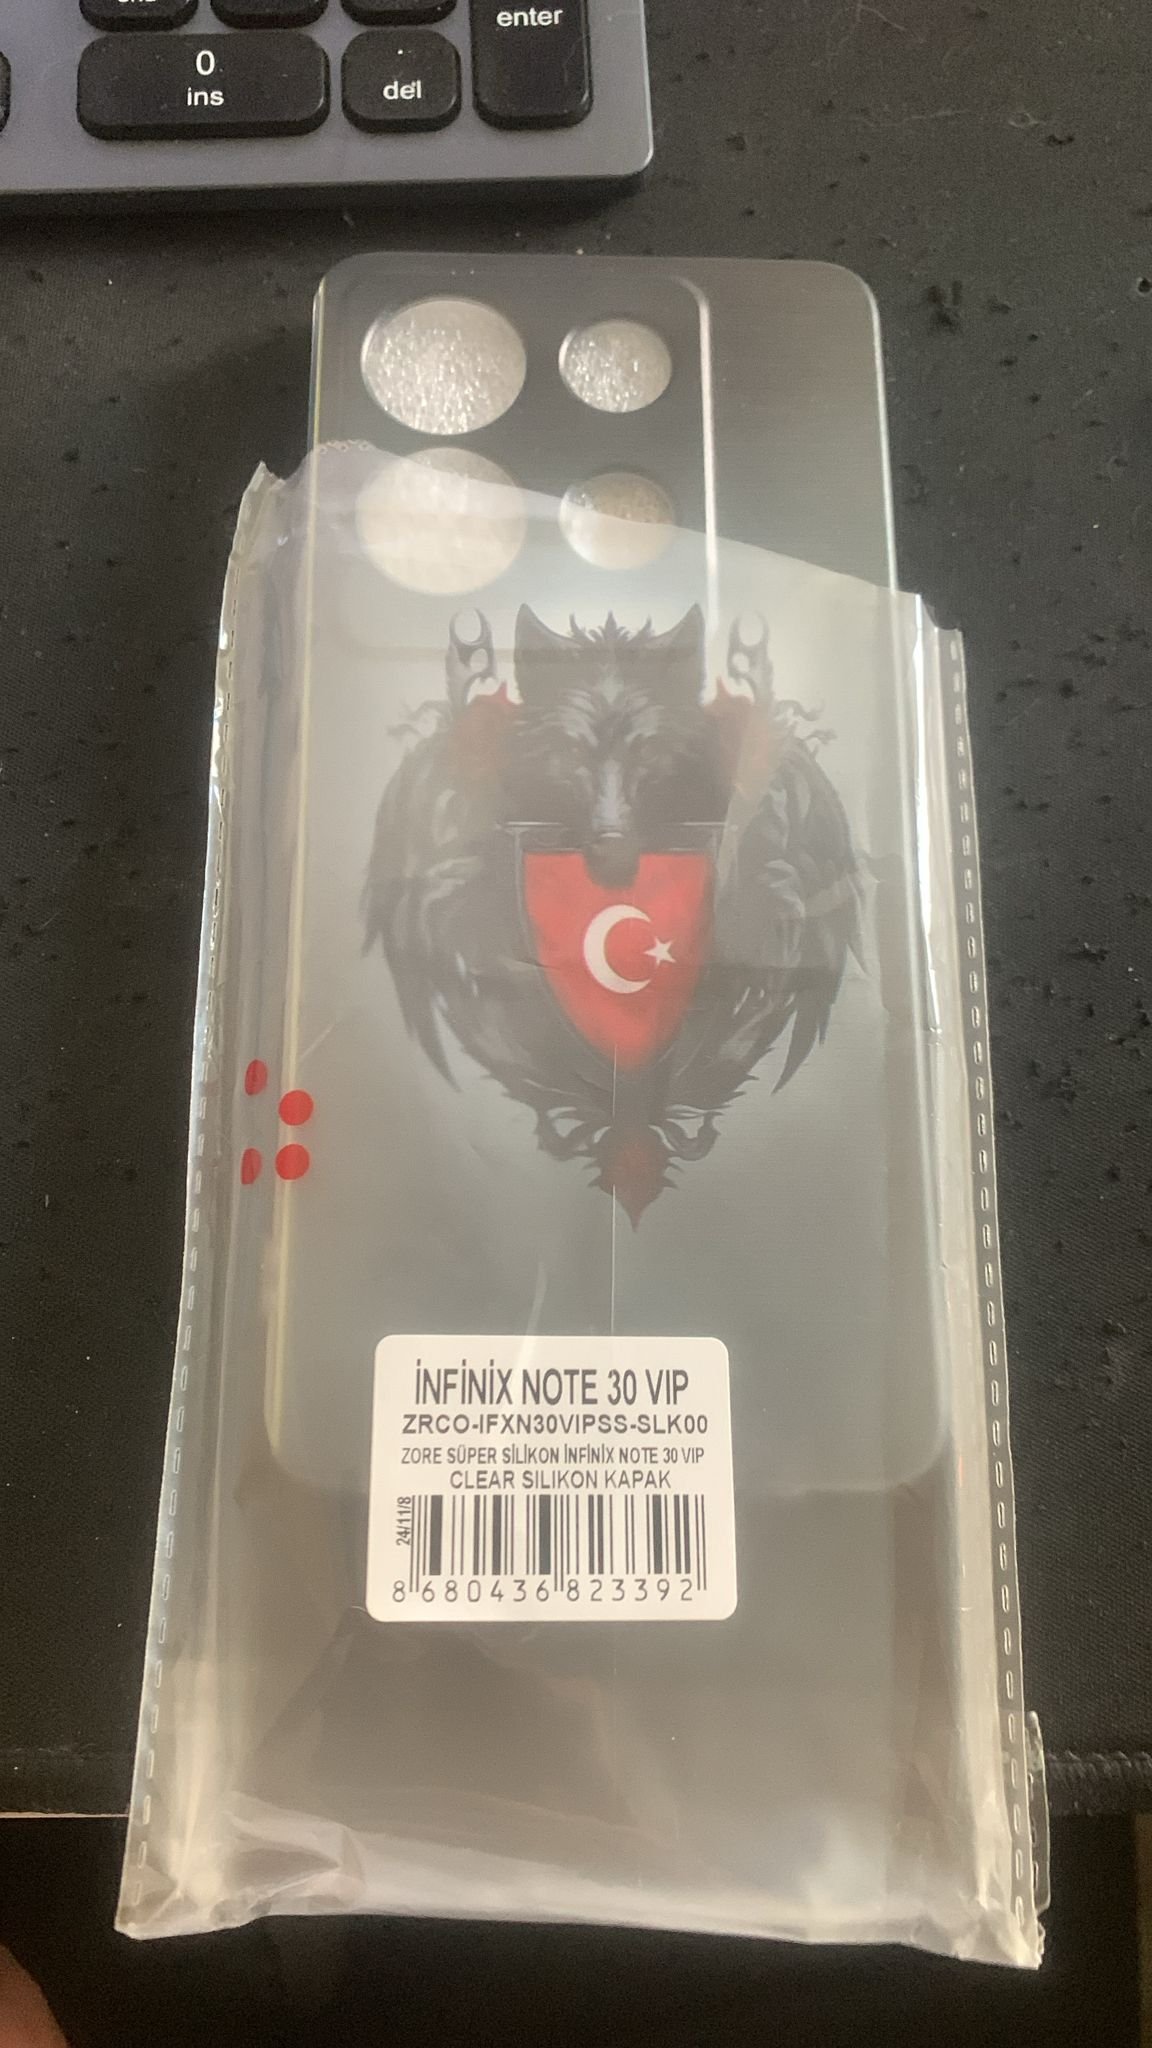 enter
0
ins
del
İNFİNİX NOTE 30 VIP
ZRCO-IFXN30VIPSS-SLK00
ZORE SÜPER SİLİKON İNFİNİX NOTE 30 VIP
CLEAR SILIKON KAPAK
24/11/8
8 680436 823392